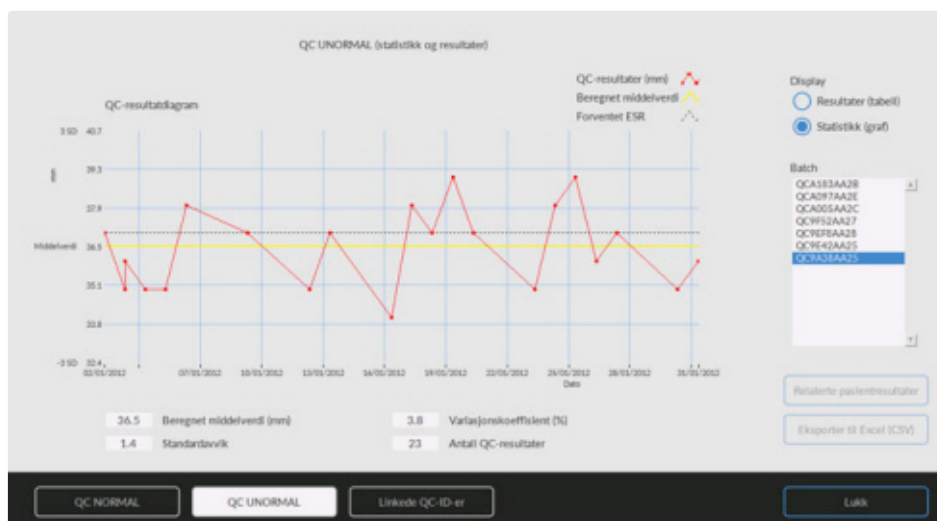 QC UNORMAL (statistikk og resultater)
QC-resultater (mm)
Beregnet middelverdi
Forventet ESR
QC-resultatdiagram
3 SD 40.7
mm
39.3
37.9
Middelverdi 36.5
35.1
33.8
-3 SD 32.4
02/01/2012 07/01/2012 10/01/2012 13/01/2012 16/01/2012 19/01/2012 22/01/2012 25/01/2012 28/01/2012 31/01/2012
Dato
36.5 Beregnet middelverdi (mm)
3.8 Variasjonskoeffisient (%)
1.4 Standardavvik
23 Antall QC-resultater
Display
Resultater (tabell)
Statistikk (graf)
Batch
QCA183AA2B
QCA097AA2E
QCA005AA2C
QC9F52AA27
QC9EF8AA28
QC9E42AA25
QC9A38AA25
Relaterte pasientresultater
Eksporter til Excel (CSV)
QC NORMAL
QC UNORMAL
Linkede QC-ID-er
Lukk